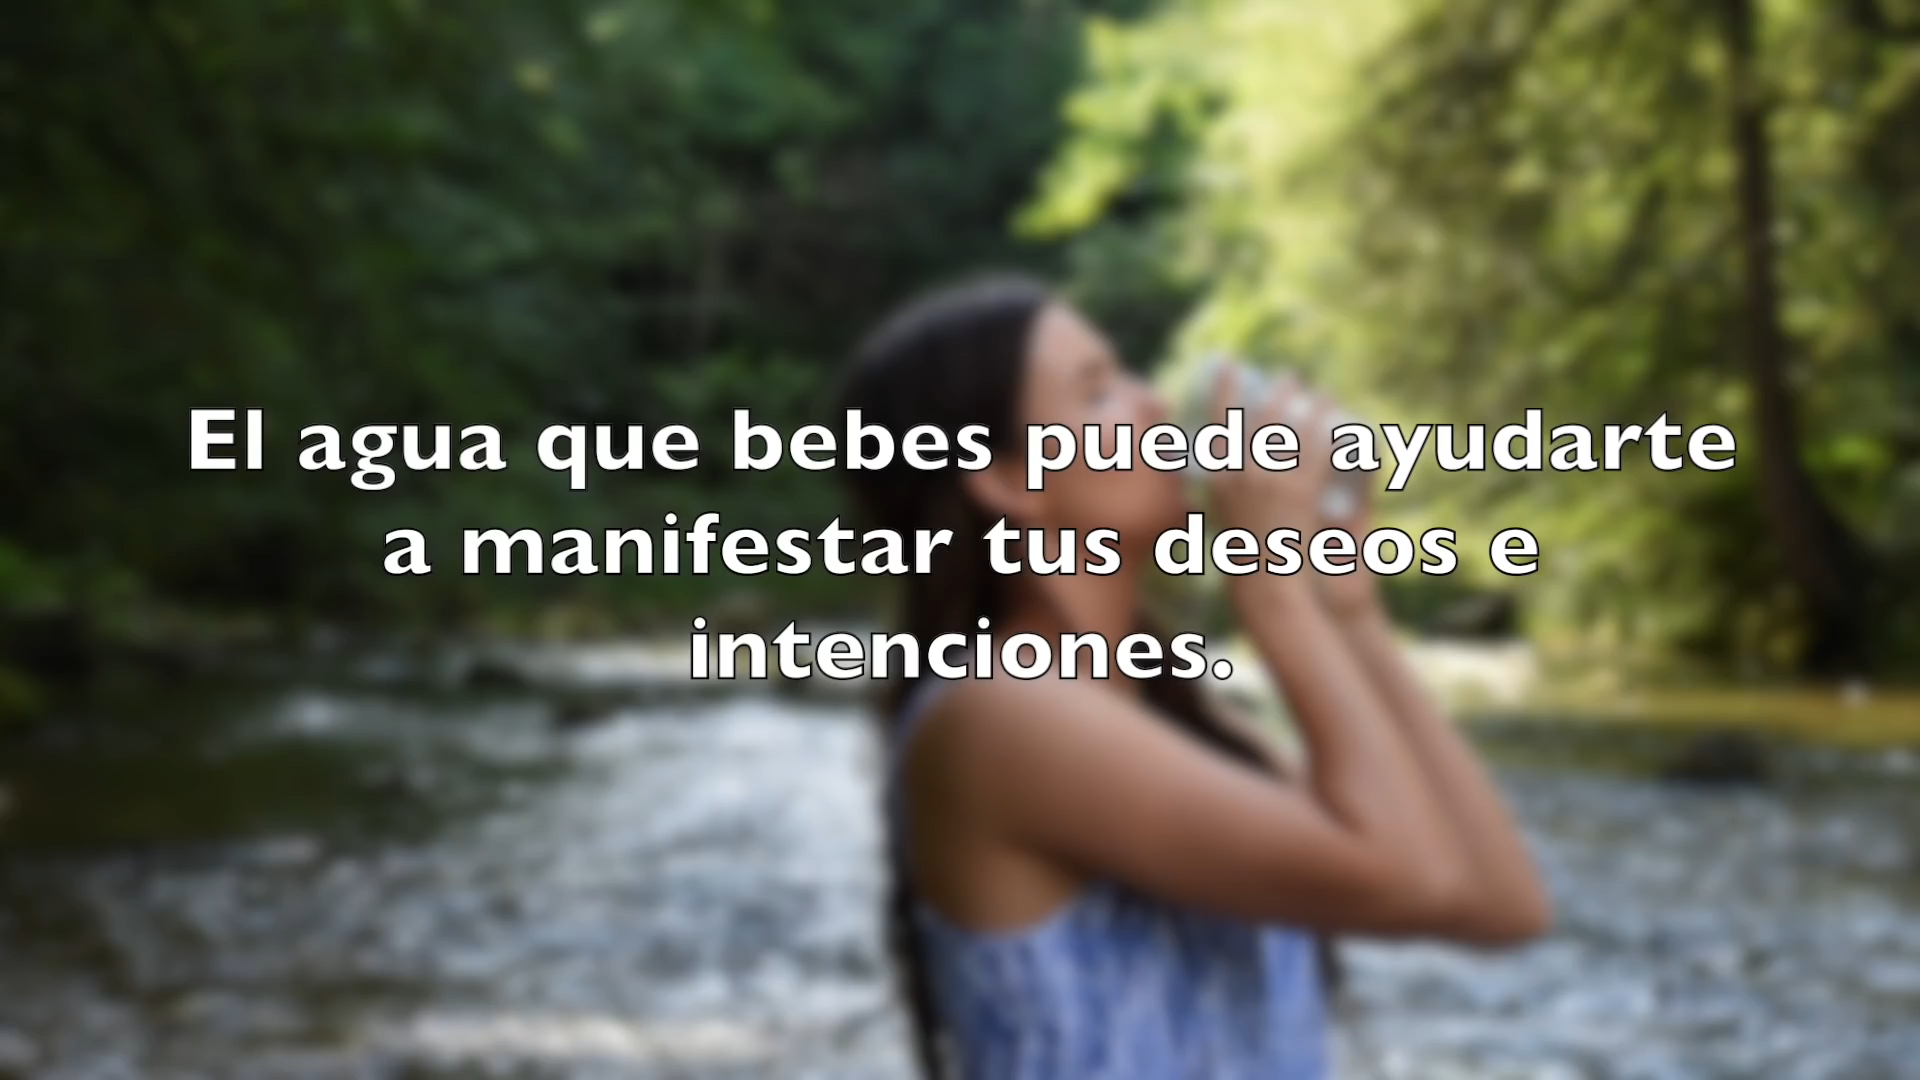 El agua que bebes puede ayudarte
a manifestar tus deseos e
intenciones.